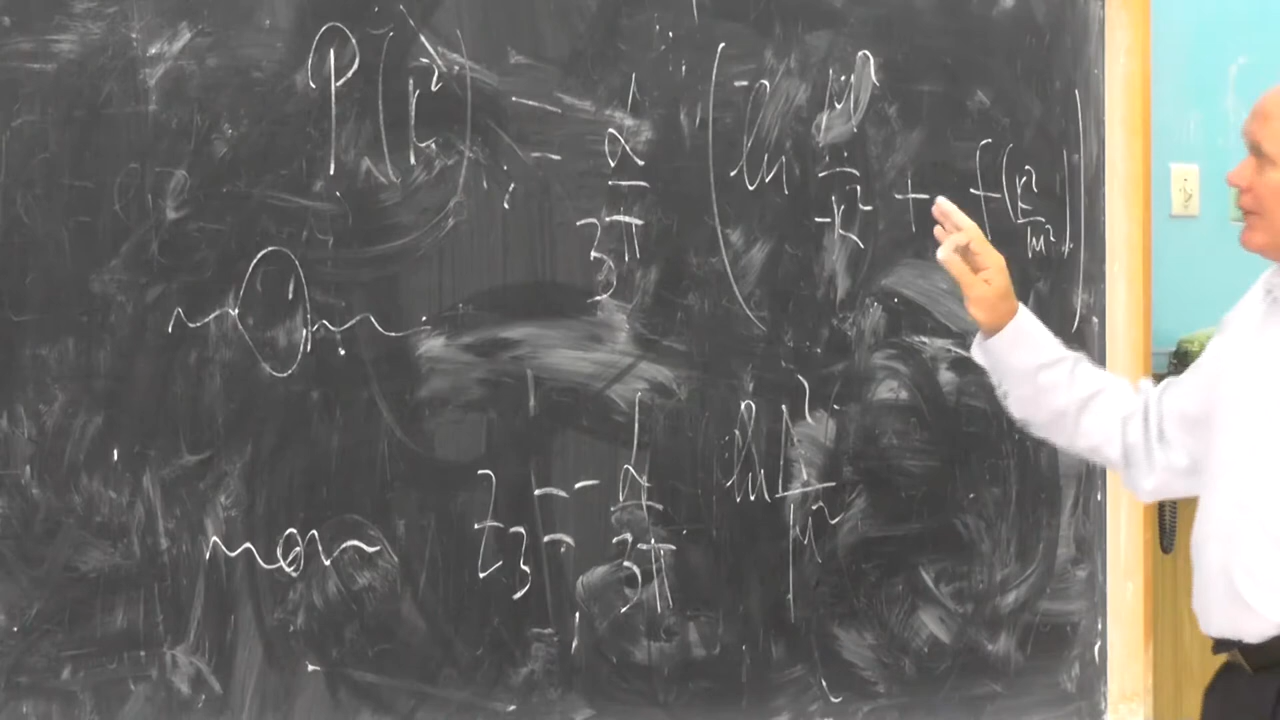 P(k²) = - α/3π (ln μ²/-k² + f(k²/m²))
z₃ = - α/3π ln Λ²/μ²